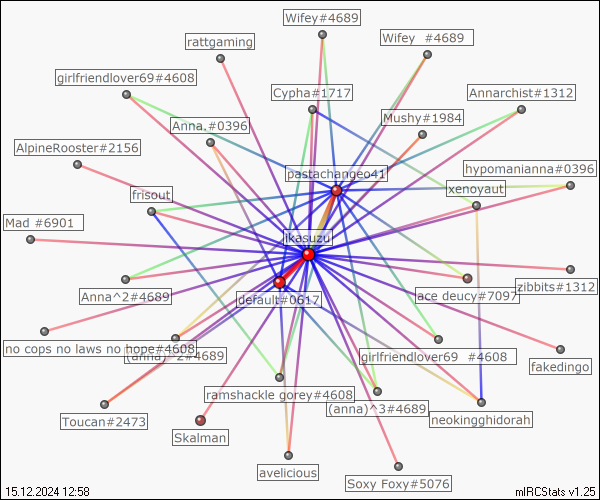 Wifey#4689
Wifey  #4689
rattgaming
girlfriendlover69#4608
Cypha#1717
Annarchist#1312
Mushy#1984
Anna.#0396
AlpineRooster#2156
pastachangeo41
hypomanianna#0396
xenoyaut
frisout
Mad #6901
ikasuzu
zibbits#1312
Anna^2#4689
default#0617
ace deucy#7097
no cops no laws no hope#4608
(anna)^2#4689
girlfriendlover69  #4608
fakedingo
ramshackle gorey#4608
(anna)^3#4689
neokingghidorah
Toucan#2473
Skalman
avelicious
Soxy Foxy#5076
15.12.2024 12:58
mIRCStats v1.25